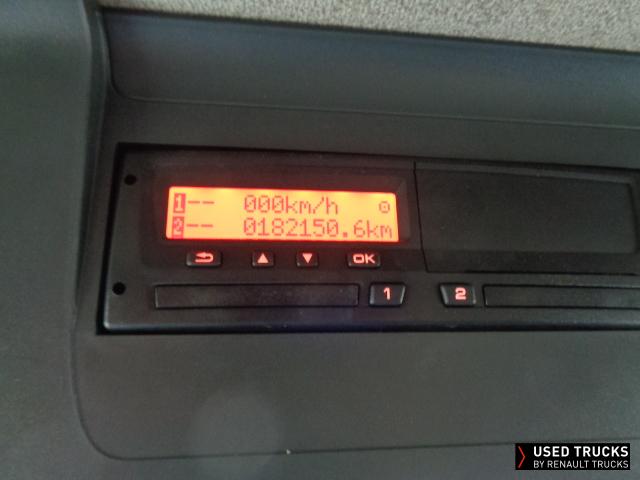 1-- 000km/h
2-- 0182150.6km
OK
1 2
USED TRUCKS
BY RENAULT TRUCKS